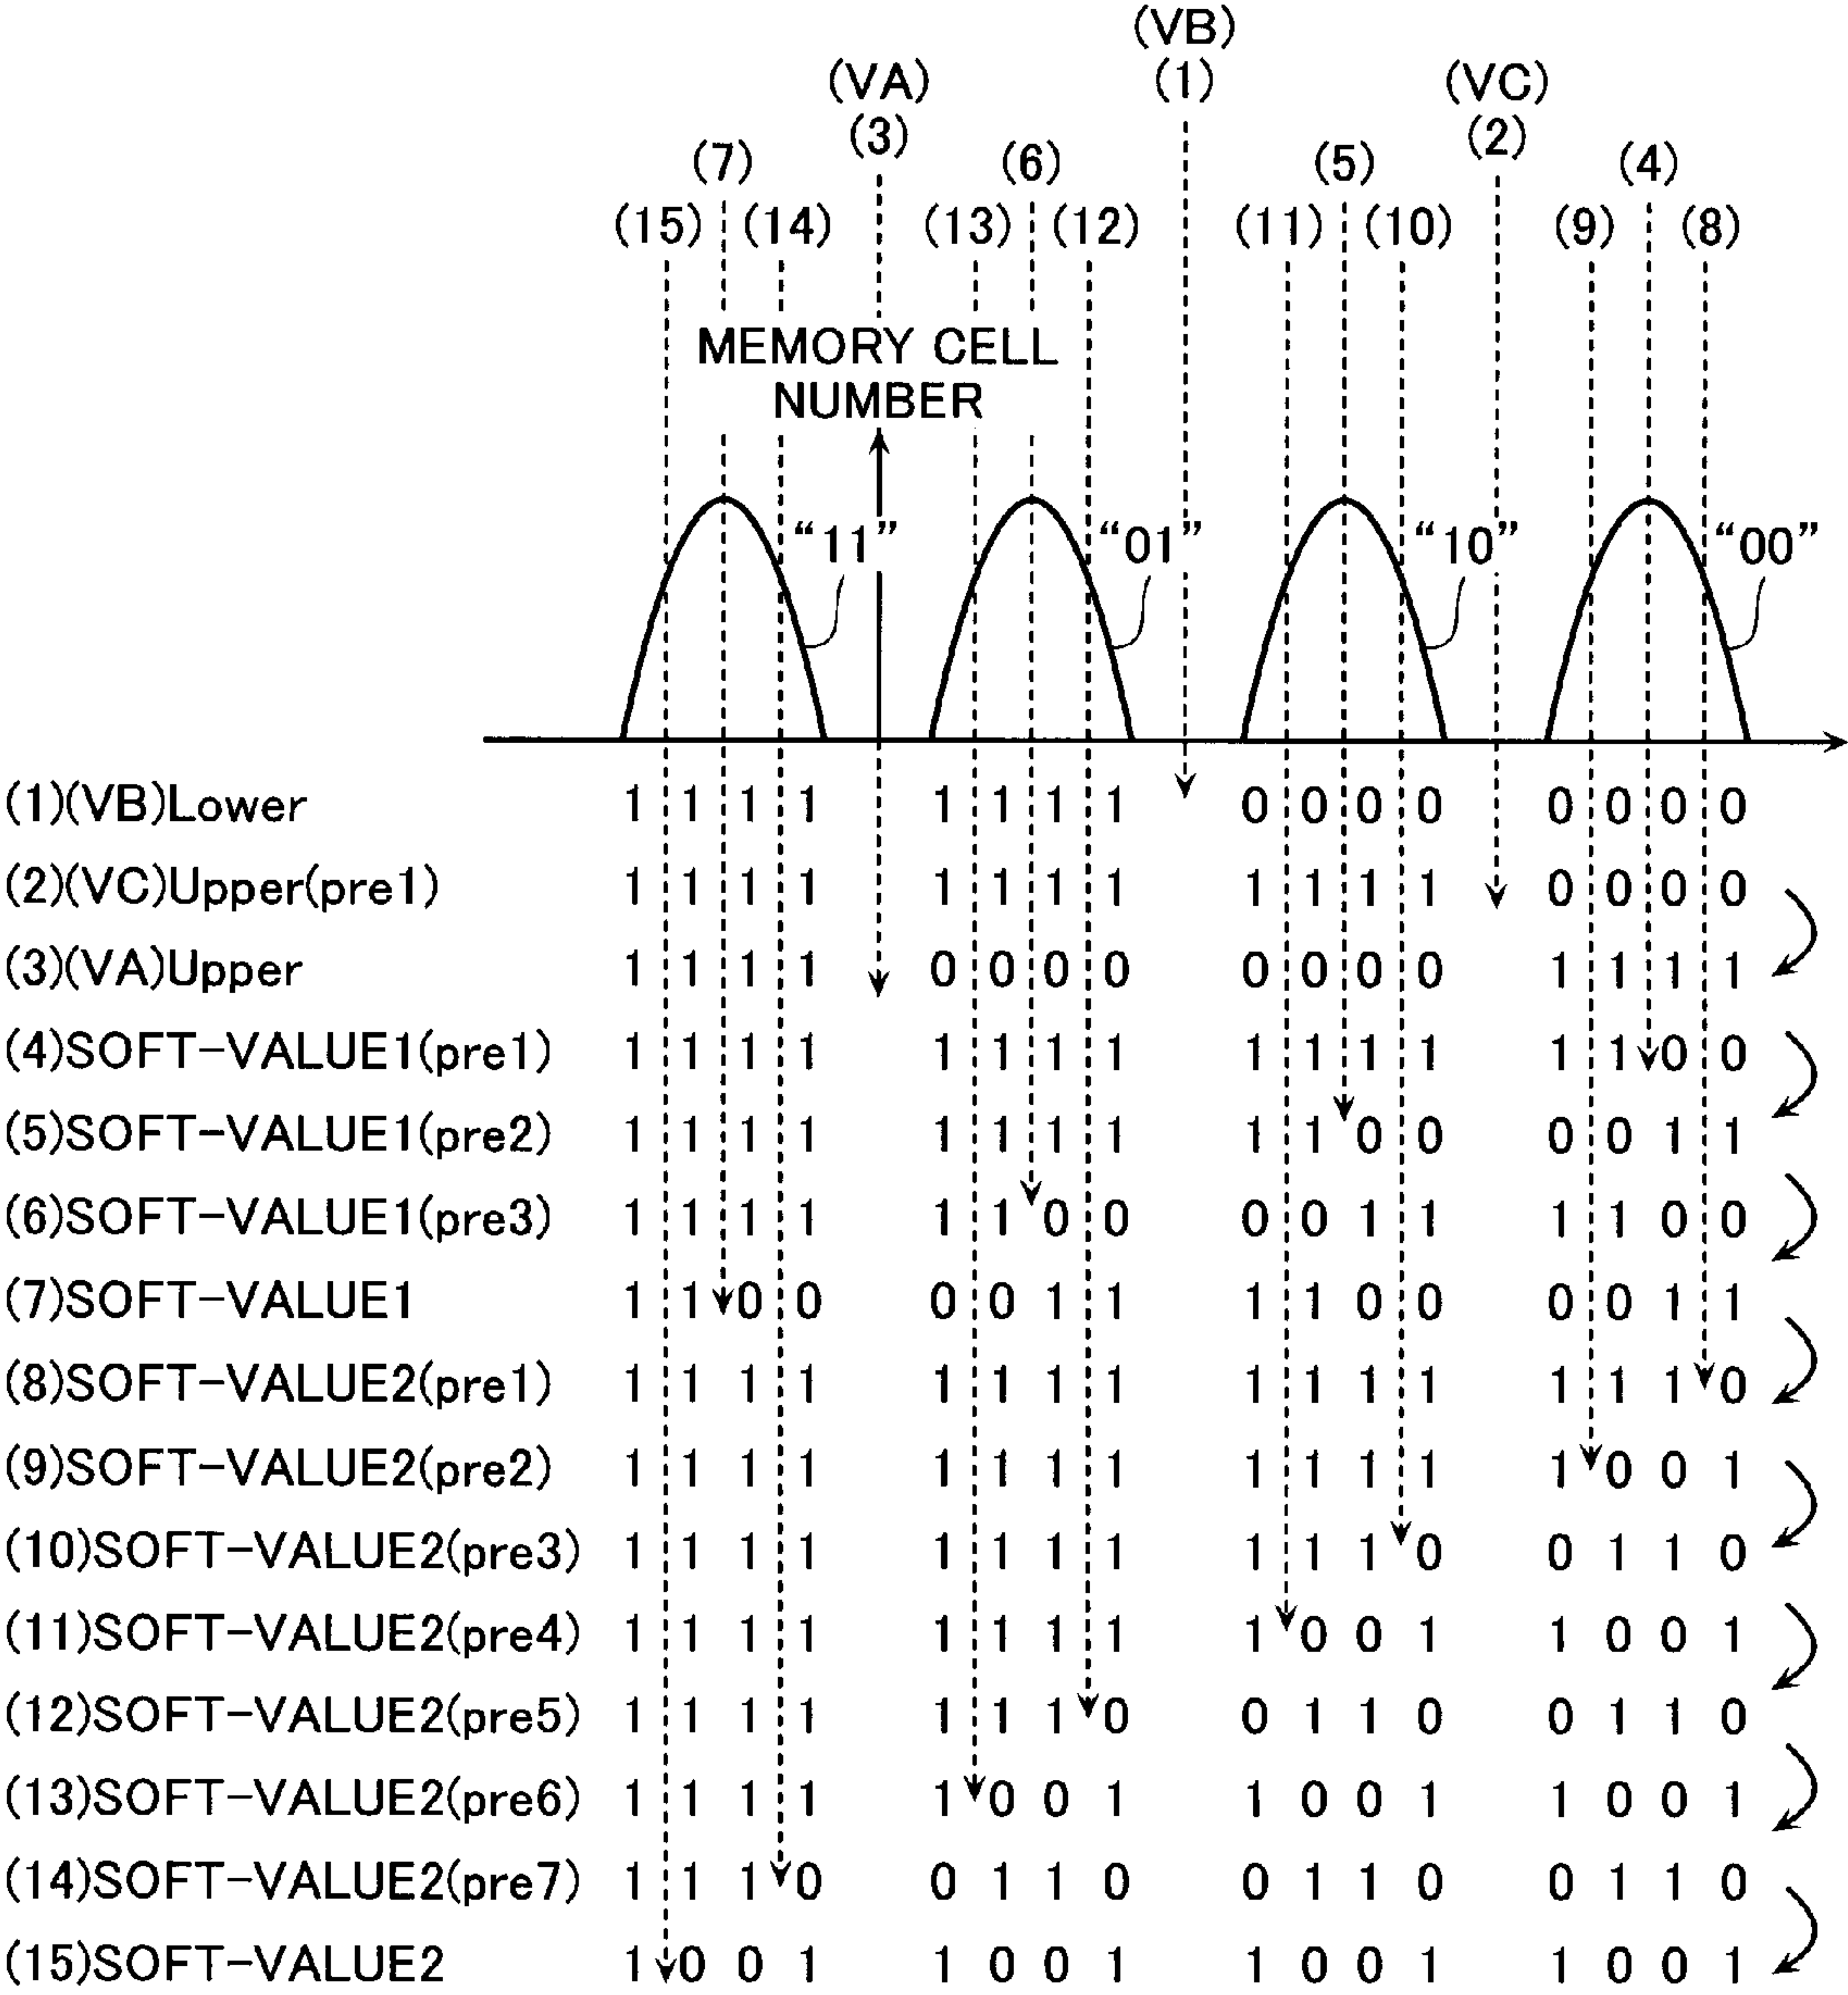 (VB)
(1)
(VA)
(3)
(VC)
(2)
(7)
(6)
(5)
(4)
(15) (14) (13) (12) (11) (10) (9) (8)
MEMORY CELL
NUMBER
“11” “01” “10” “00”
(1)(VB)Lower 1 1 1 1 1 1 1 1 0 0 0 0 0 0 0 0
(2)(VC)Upper(pre1) 1 1 1 1 1 1 1 1 1 1 1 1 0 0 0 0
(3)(VA)Upper 1 1 1 1 0 0 0 0 0 0 0 0 1 1 1 1
(4)SOFT-VALUE1(pre1) 1 1 1 1 1 1 1 1 1 1 1 1 1 1 0 0
(5)SOFT-VALUE1(pre2) 1 1 1 1 1 1 1 1 1 1 0 0 0 0 1 1
(6)SOFT-VALUE1(pre3) 1 1 1 1 1 1 0 0 0 0 1 1 1 1 0 0
(7)SOFT-VALUE1 1 1 0 0 0 0 1 1 1 1 0 0 0 0 1 1
(8)SOFT-VALUE2(pre1) 1 1 1 1 1 1 1 1 1 1 1 1 1 1 1 0
(9)SOFT-VALUE2(pre2) 1 1 1 1 1 1 1 1 1 1 1 1 1 0 0 1
(10)SOFT-VALUE2(pre3) 1 1 1 1 1 1 1 1 1 1 1 0 0 1 1 0
(11)SOFT-VALUE2(pre4) 1 1 1 1 1 1 1 1 1 0 0 1 1 0 0 1
(12)SOFT-VALUE2(pre5) 1 1 1 1 1 1 1 0 0 1 1 0 0 1 1 0
(13)SOFT-VALUE2(pre6) 1 1 1 1 1 0 0 1 1 0 0 1 1 0 0 1
(14)SOFT-VALUE2(pre7) 1 1 1 0 0 1 1 0 0 1 1 0 0 1 1 0
(15)SOFT-VALUE2 1 0 0 1 1 0 0 1 1 0 0 1 1 0 0 1